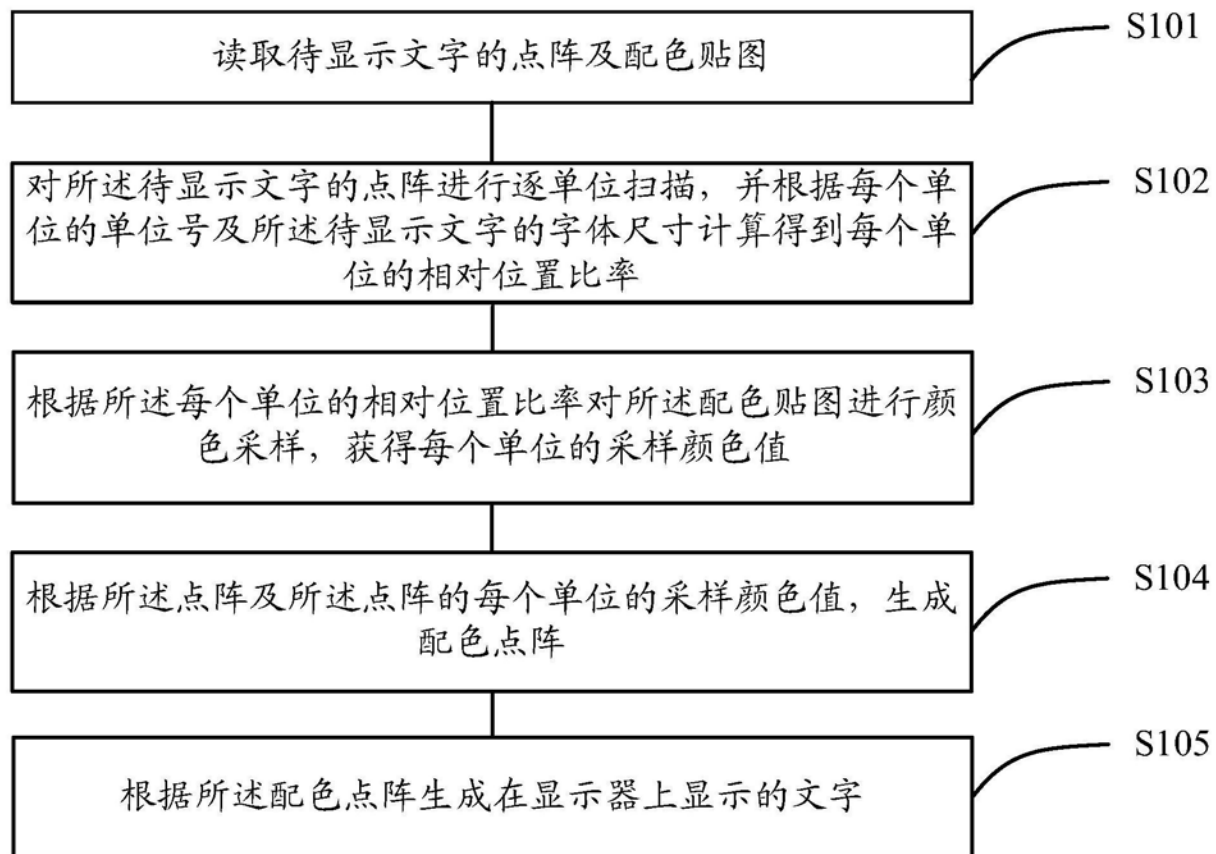 读取待显示文字的点阵及配色贴图
S101
对所述待显示文字的点阵进行逐单位扫描，并根据每个单
位的单位号及所述待显示文字的字体尺寸计算得到每个单
位的相对位置比率
S102
根据所述每个单位的相对位置比率对所述配色贴图进行颜
色采样，获得每个单位的采样颜色值
S103
根据所述点阵及所述点阵的每个单位的采样颜色值，生成
配色点阵
S104
根据所述配色点阵生成在显示器上显示的文字
S105